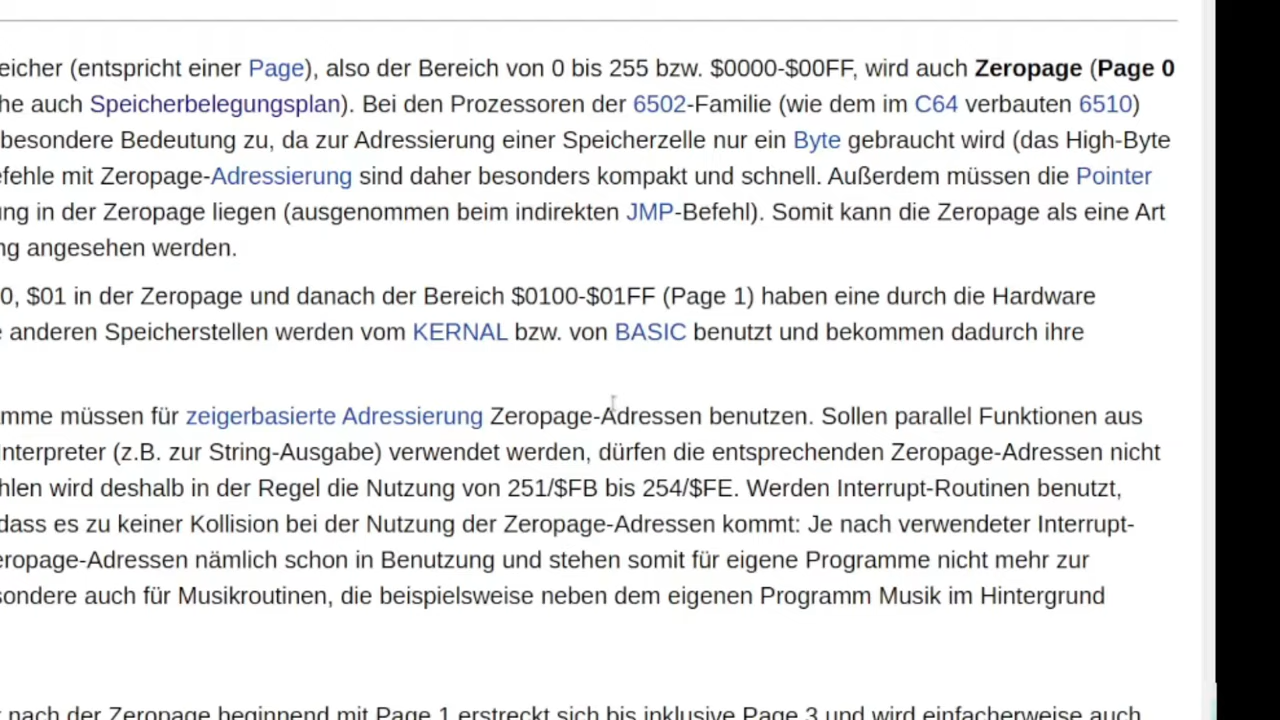 eicher (entspricht einer Page), also der Bereich von 0 bis 255 bzw. $0000-$00FF, wird auch Zeropage (Page 0
he auch Speicherbelegungsplan). Bei den Prozessoren der 6502-Familie (wie dem im C64 verbauten 6510)
besondere Bedeutung zu, da zur Adressierung einer Speicherzelle nur ein Byte gebraucht wird (das High-Byte
efehle mit Zeropage-Adressierung sind daher besonders kompakt und schnell. Außerdem müssen die Pointer
ung in der Zeropage liegen (ausgenommen beim indirekten JMP-Befehl). Somit kann die Zeropage als eine Art
ng angesehen werden.
0, $01 in der Zeropage und danach der Bereich $0100-$01FF (Page 1) haben eine durch die Hardware
e anderen Speicherstellen werden vom KERNAL bzw. von BASIC benutzt und bekommen dadurch ihre
mme müssen für zeigerbasierte Adressierung Zeropage-Adressen benutzen. Sollen parallel Funktionen aus
Interpreter (z.B. zur String-Ausgabe) verwendet werden, dürfen die entsprechenden Zeropage-Adressen nicht
hlen wird deshalb in der Regel die Nutzung von 251/$FB bis 254/$FE. Werden Interrupt-Routinen benutzt,
dass es zu keiner Kollision bei der Nutzung der Zeropage-Adressen kommt: Je nach verwendeter Interrupt-
eropage-Adressen nämlich schon in Benutzung und stehen somit für eigene Programme nicht mehr zur
sondere auch für Musikroutinen, die beispielsweise neben dem eigenen Programm Musik im Hintergrund
nach der Zeropage beginnend mit Page 1 erstreckt sich bis inklusive Page 3 und wird einfacherweise auch